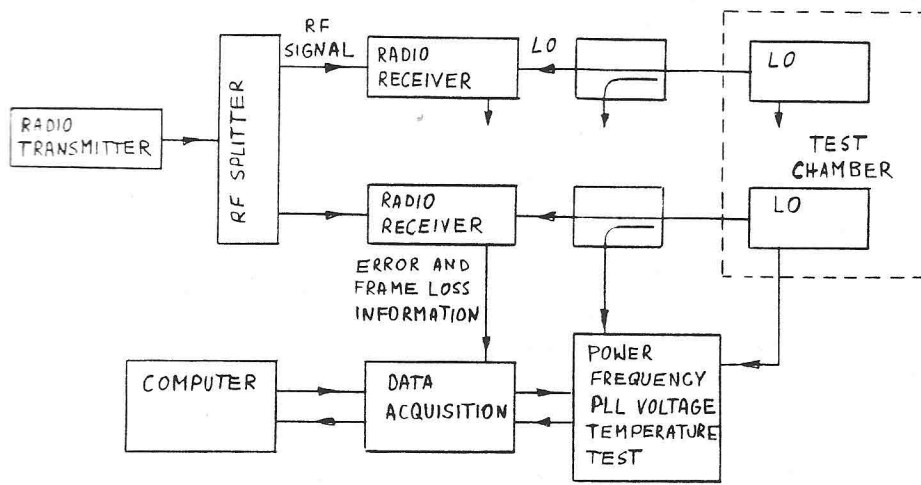 RF
SIGNAL
LO
RADIO
RECEIVER
LO
RADIO
TRANSMITTER
RF SPLITTER
TEST
CHAMBER
RADIO
RECEIVER
LO
ERROR AND
FRAME LOSS
INFORMATION
COMPUTER
DATA
ACQUISITION
POWER
FREQUENCY
PLL VOLTAGE
TEMPERATURE
TEST